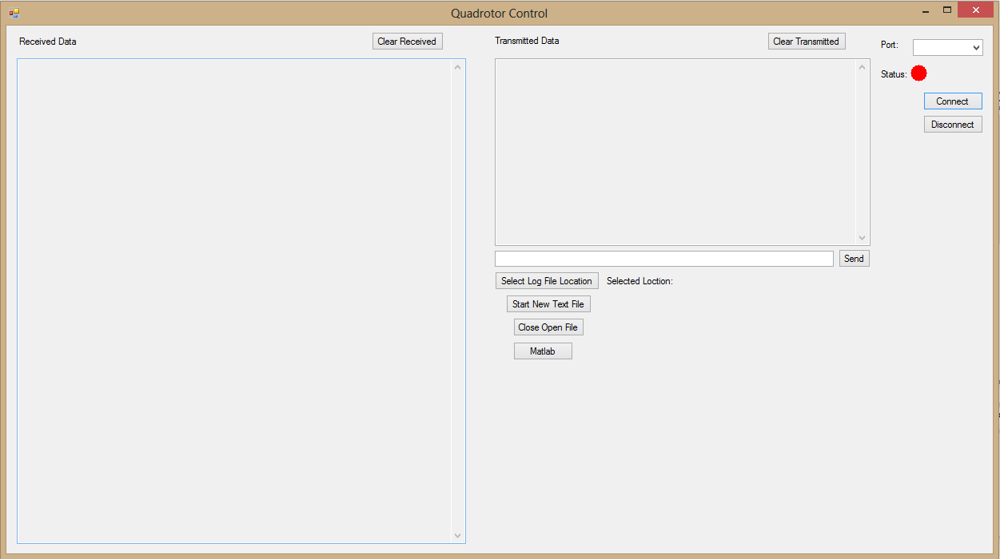 Quadrotor Control
Received Data
Clear Received
Transmitted Data
Clear Transmitted
Port:
Status:
Connect
Disconnect
Send
Select Log File Location
Selected Loction:
Start New Text File
Close Open File
Matlab